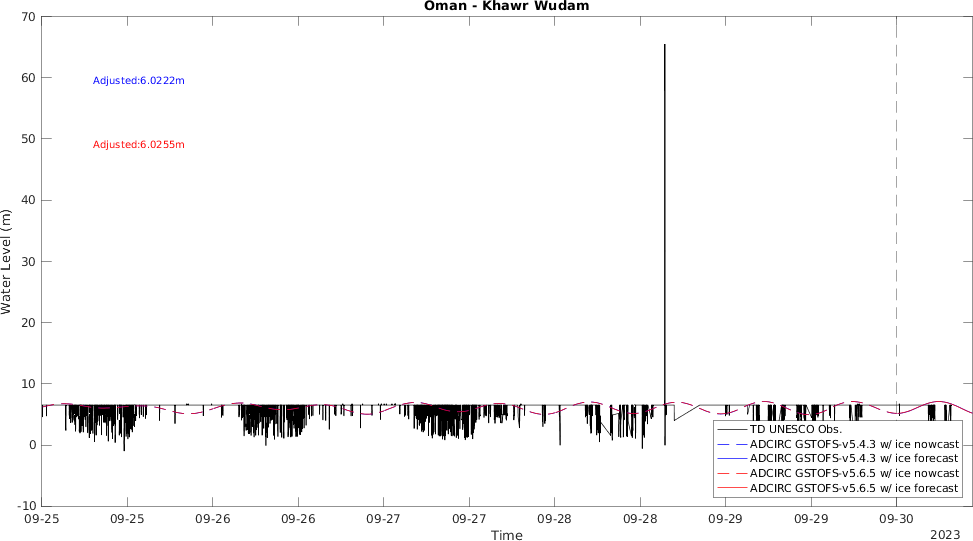 Oman - Khawr Wudam
70
60
50
40
30
20
10
0
-10
Water Level (m)
Adjusted:6.0222m
Adjusted:6.0255m
TD UNESCO Obs.
ADCIRC GSTOFS-v5.4.3 w/ ice nowcast
ADCIRC GSTOFS-v5.4.3 w/ ice forecast
ADCIRC GSTOFS-v5.6.5 w/ ice nowcast
ADCIRC GSTOFS-v5.6.5 w/ ice forecast
09-25 09-25 09-26 09-26 09-27 09-27 09-28 09-28 09-29 09-29 09-30
Time
2023